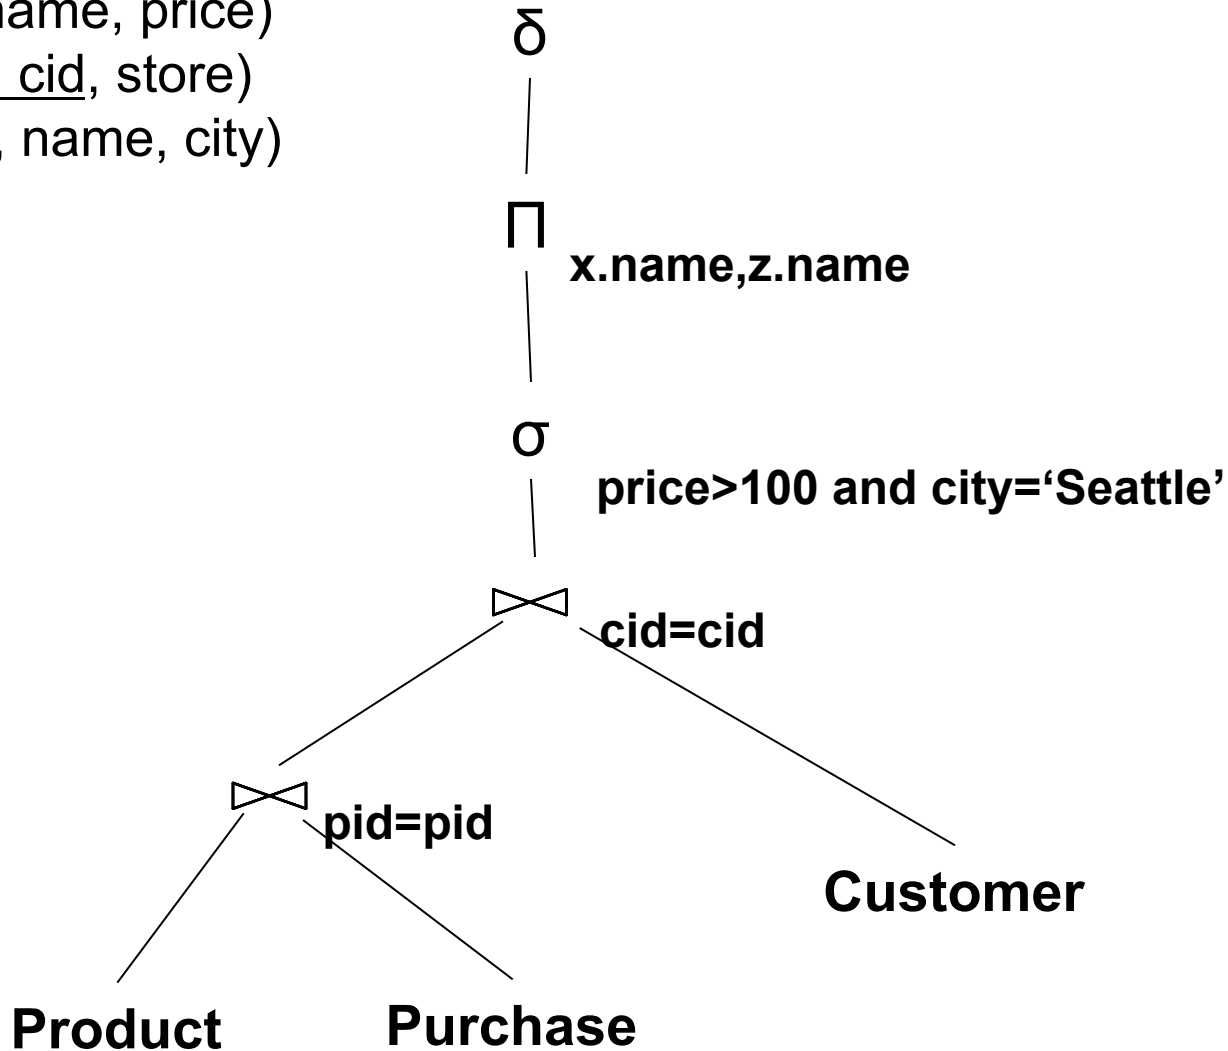 name, price)
cid, store)
, name, city)
δ
Π
x.name,z.name
σ
price>100 and city=‘Seattle’
⋈
cid=cid
⋈
pid=pid
Customer
Product
Purchase